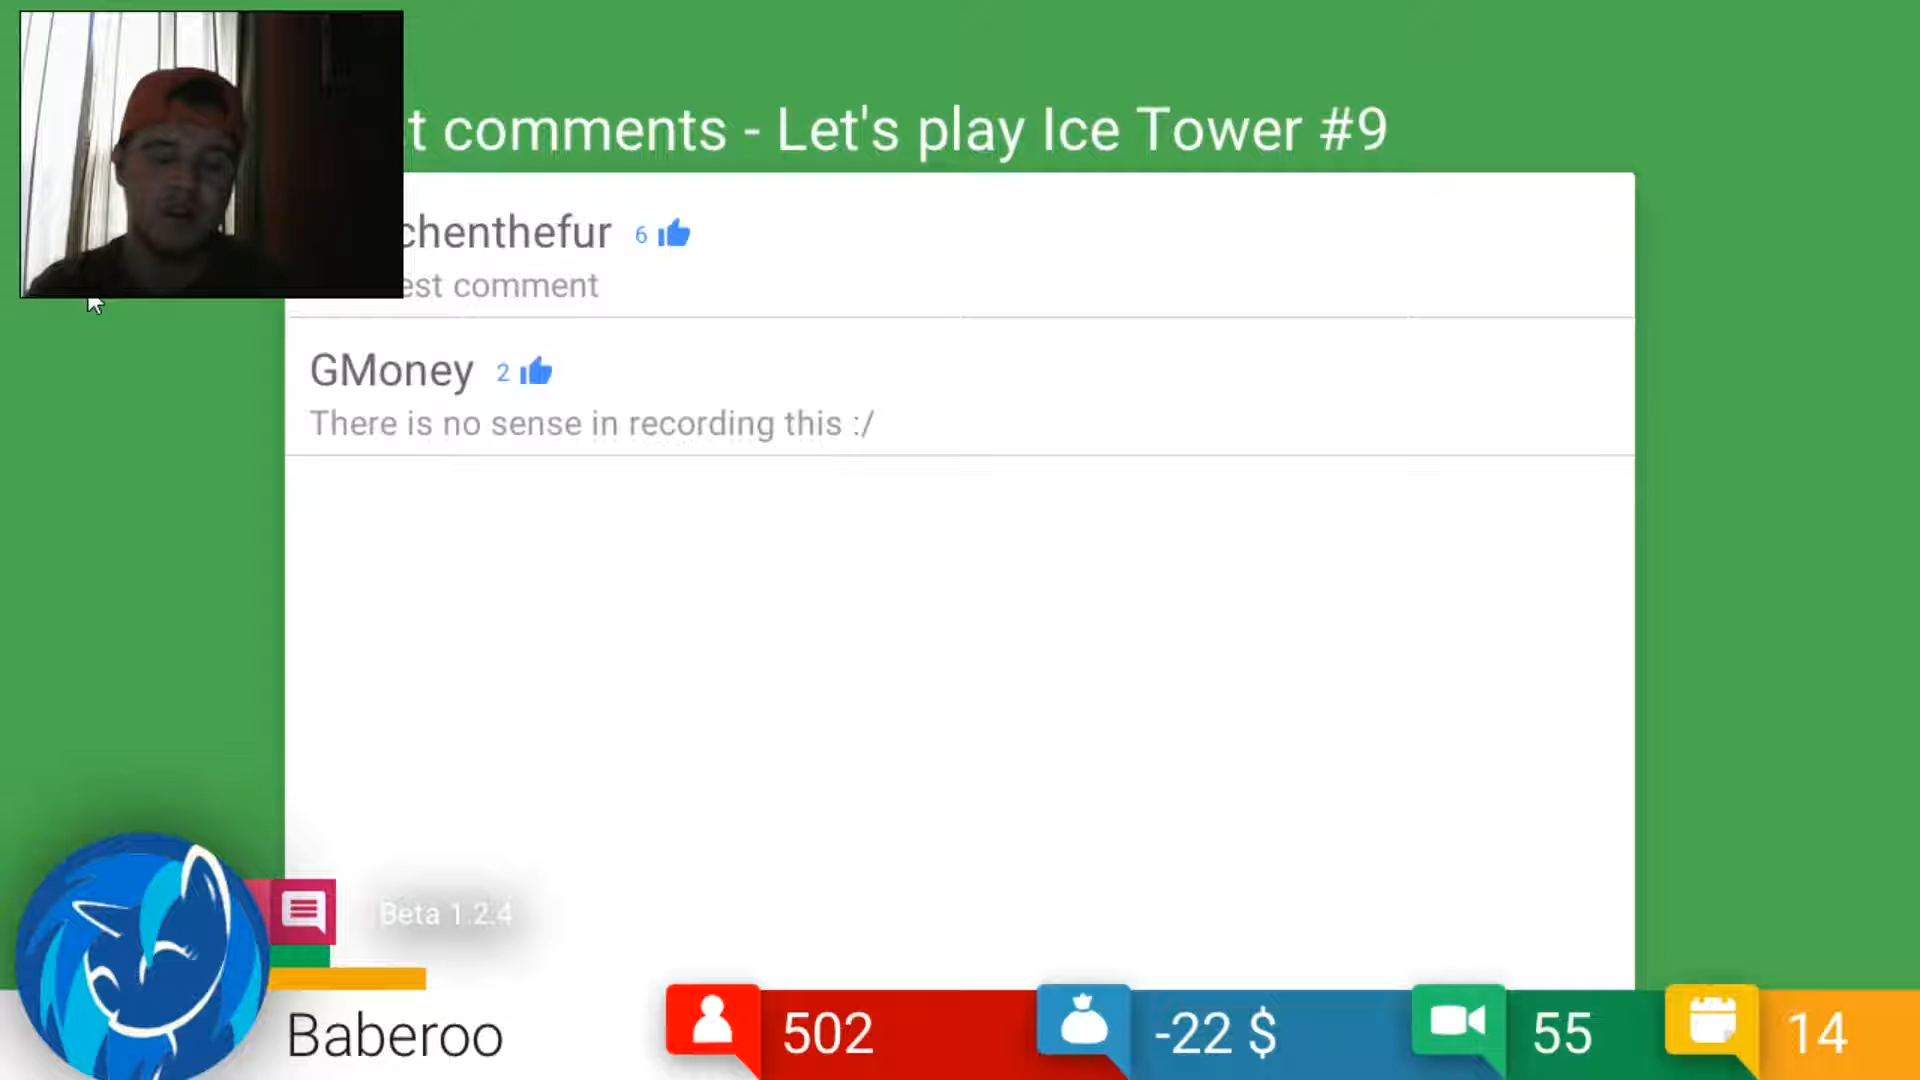 t comments - Let's play Ice Tower #9
chenthefur 6
est comment
GMoney 2
There is no sense in recording this :/
Beta 1.2.4
Baberoo
502
-22 $
55
14